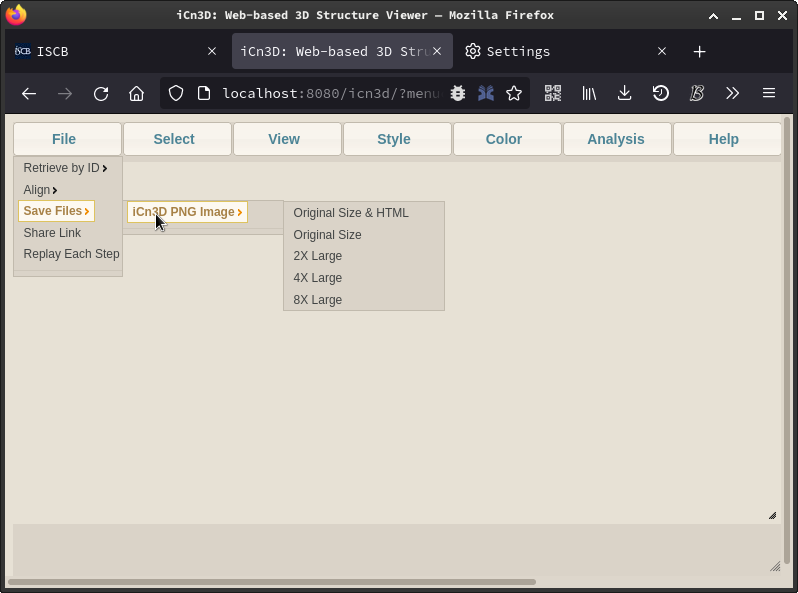 iCn3D: Web-based 3D Structure Viewer — Mozilla Firefox
iSCB ISCB
iCn3D: Web-based 3D Stru
Settings
localhost:8080/icn3d/?menu
File Select View Style Color Analysis Help
Retrieve by ID
Align
Save Files
Share Link
Replay Each Step
iCn3D PNG Image
Original Size & HTML
Original Size
2X Large
4X Large
8X Large